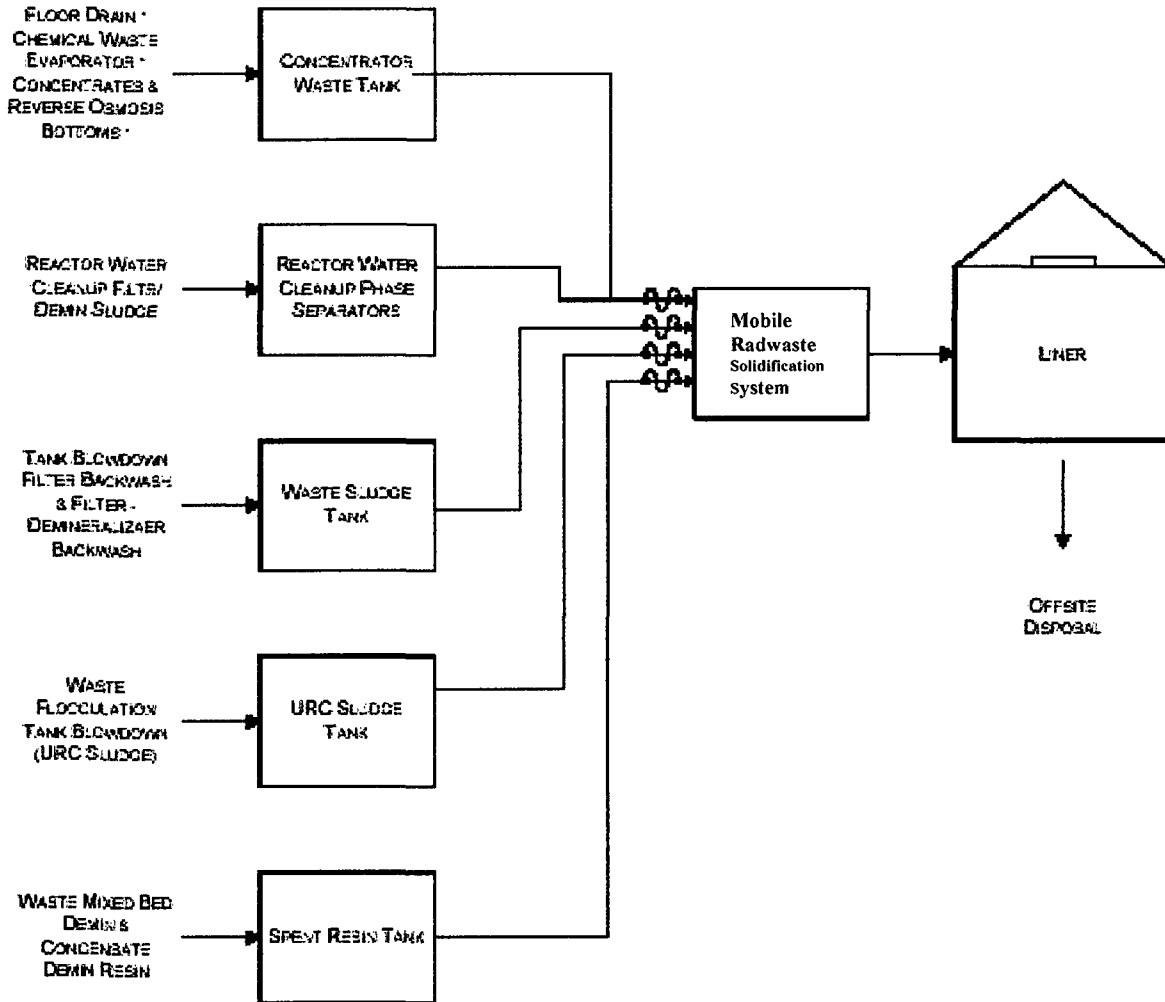 FLOOR DRAIN *
CHEMICAL WASTE
EVAPORATOR *
CONCENTRATES &
REVERSE OSMOSIS
BOTTOMS *
CONCENTRATOR
WASTE TANK
REACTOR WATER
CLEANUP FILTER/
DEMIN SLUDGE
REACTOR WATER
CLEANUP PHASE
SEPARATORS
Mobile
Radwaste
Solidification
System
LINER
TANK BLOWDOWN
FILTER BACKWASH
& FILTER -
DEMINERALIZAER
BACKWASH
WASTE SLUDGE
TANK
OFFSITE
DISPOSAL
WASTE
FLOCCULATION
TANK BLOWDOWN
(URC SLUDGE)
URC SLUDGE
TANK
WASTE MIXED BED
DEMIN &
CONDENSATE
DEMIN RESIN
SPENT RESIN TANK